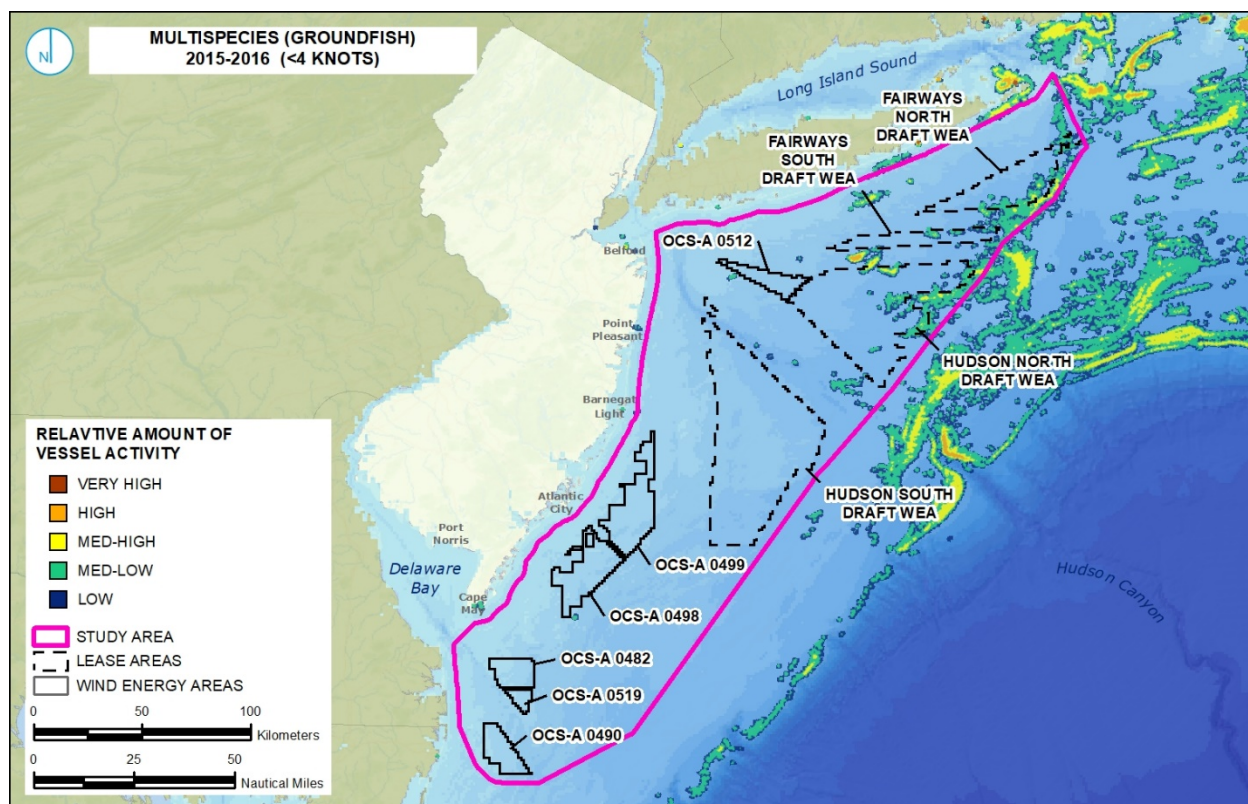 N
MULTISPECIES (GROUNDFISH)
2015-2016 (<4 KNOTS)
Long Island Sound
FAIRWAYS
NORTH
DRAFT WEA
FAIRWAYS
SOUTH
DRAFT WEA
OCS-A 0512
Belford
Point
Pleasant
HUDSON NORTH
DRAFT WEA
Barnegat
Light
HUDSON SOUTH
DRAFT WEA
Atlantic
City
Port
Norris
Delaware
Bay
Cape
May
OCS-A 0499
OCS-A 0498
Hudson Canyon
OCS-A 0482
OCS-A 0519
OCS-A 0490
RELAVTIVE AMOUNT OF
VESSEL ACTIVITY
VERY HIGH
HIGH
MED-HIGH
MED-LOW
LOW
STUDY AREA
LEASE AREAS
WIND ENERGY AREAS
0 50 100
Kilometers
0 25 50
Nautical Miles